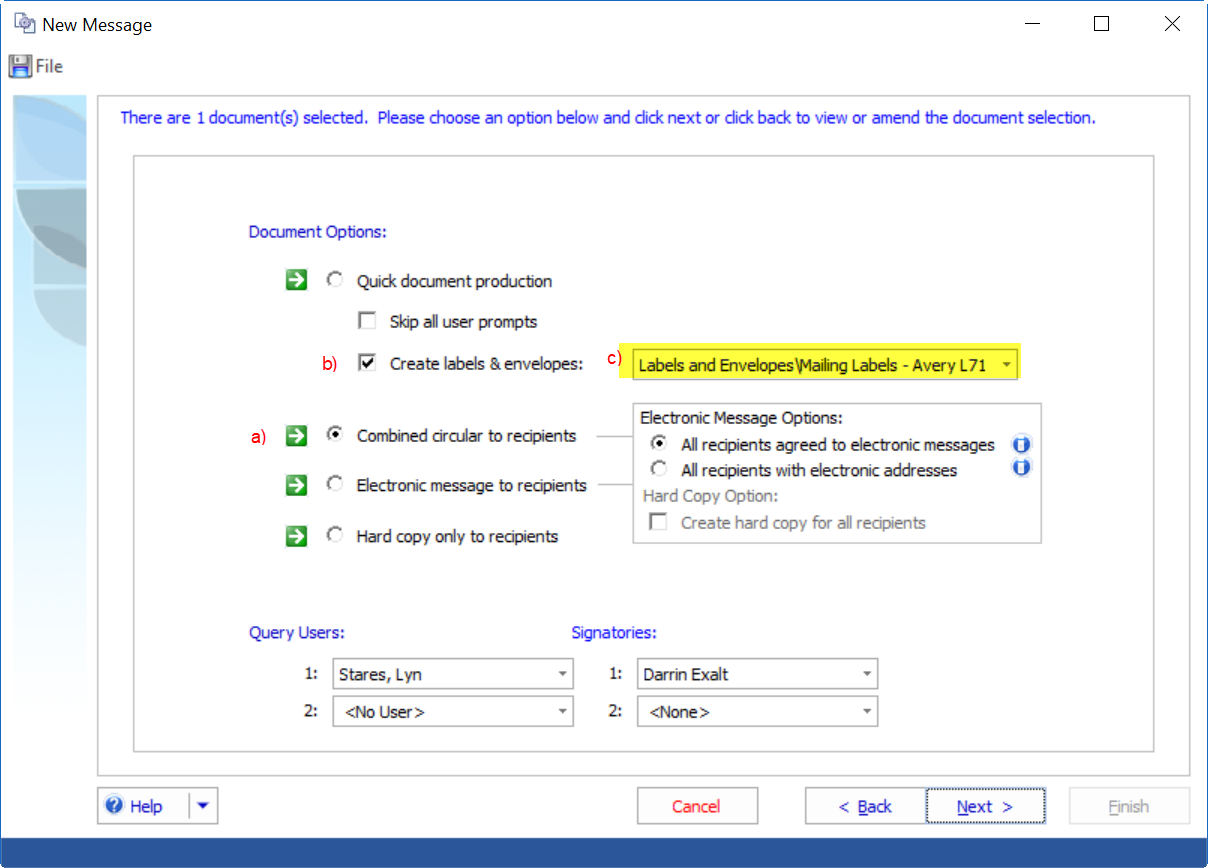 New Message
File
There are 1 document(s) selected.  Please choose an option below and click next or click back to view or amend the document selection.
Document Options:
Quick document production
Skip all user prompts
b) Create labels & envelopes: c) Labels and Envelopes\Mailing Labels - Avery L71
a) Combined circular to recipients
Electronic message to recipients
Hard copy only to recipients
Electronic Message Options:
All recipients agreed to electronic messages
All recipients with electronic addresses
Hard Copy Option:
Create hard copy for all recipients
Query Users: Signatories:
1: Stares, Lyn 1: Darrin Exalt
2: <No User> 2: <None>
Help Cancel < Back Next > Finish